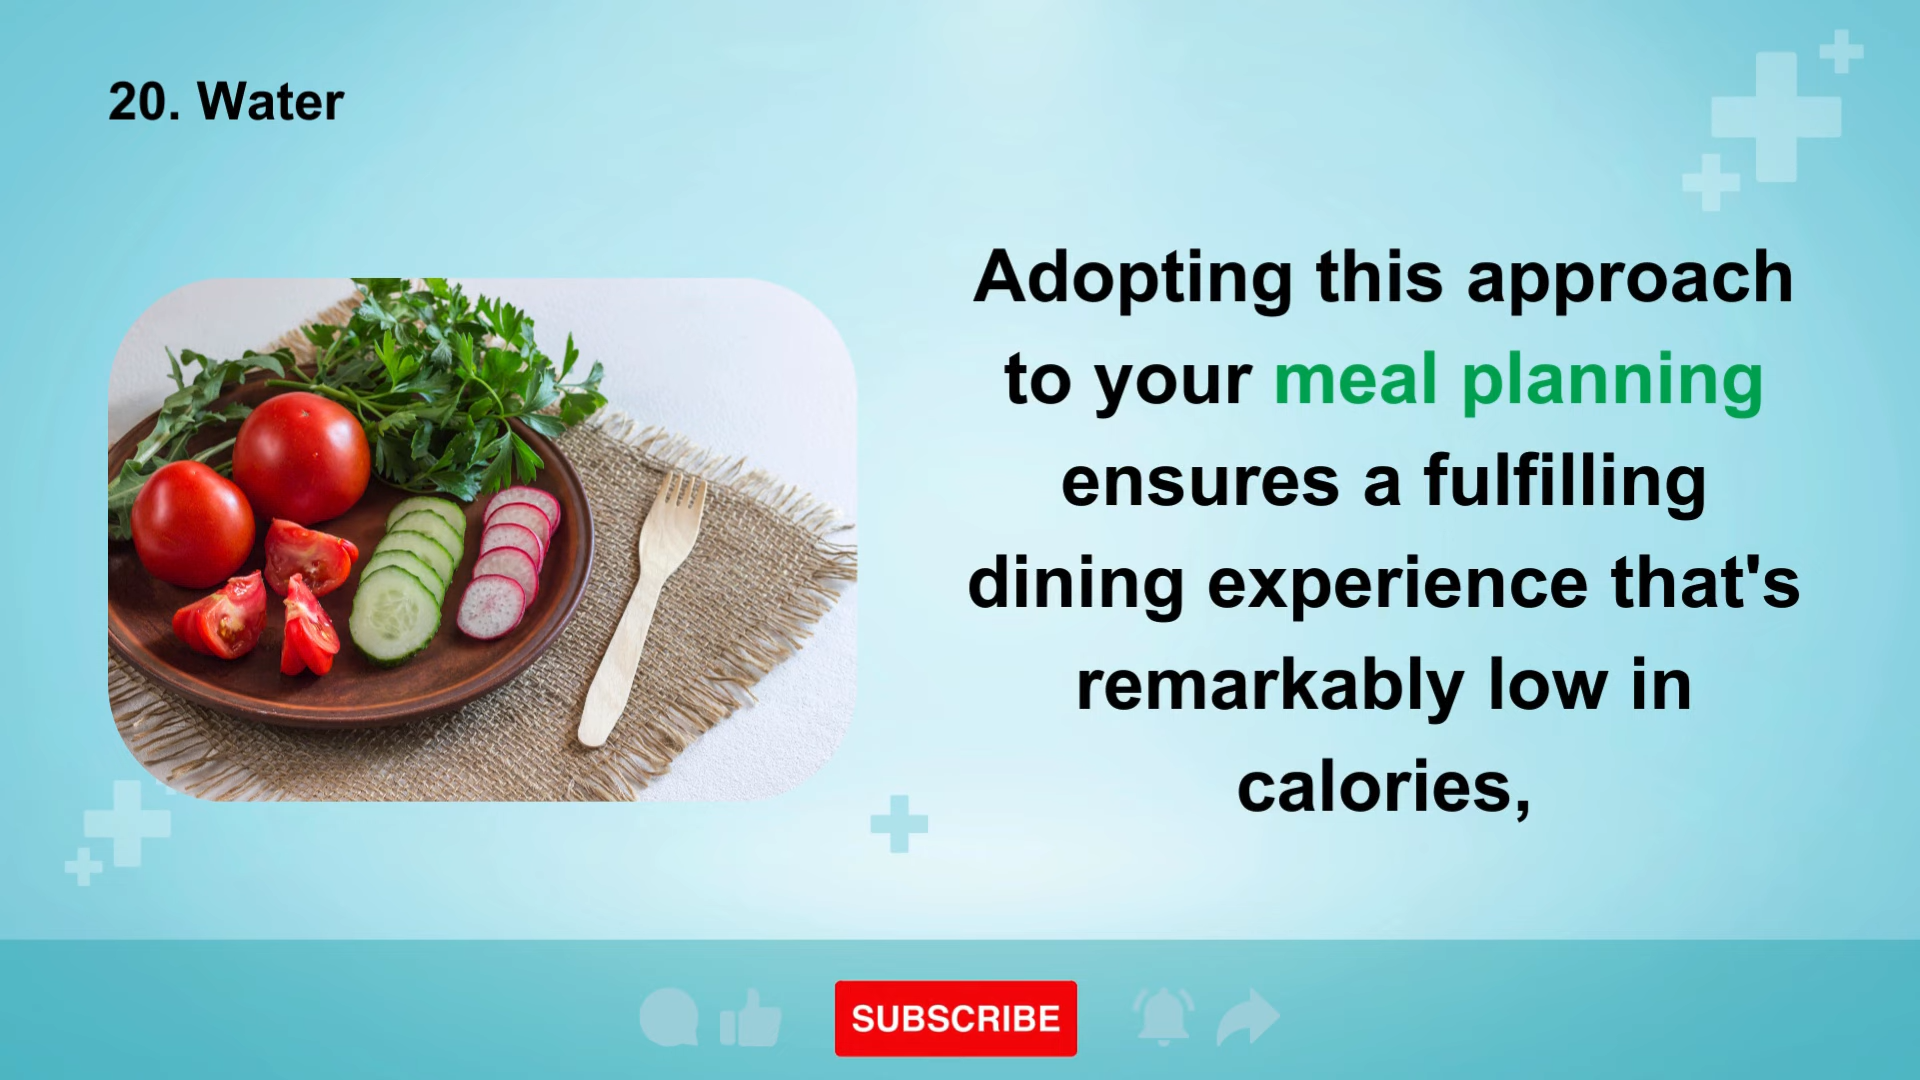 20. Water
Adopting this approach
to your meal planning
ensures a fulfilling
dining experience that's
remarkably low in
calories,
SUBSCRIBE